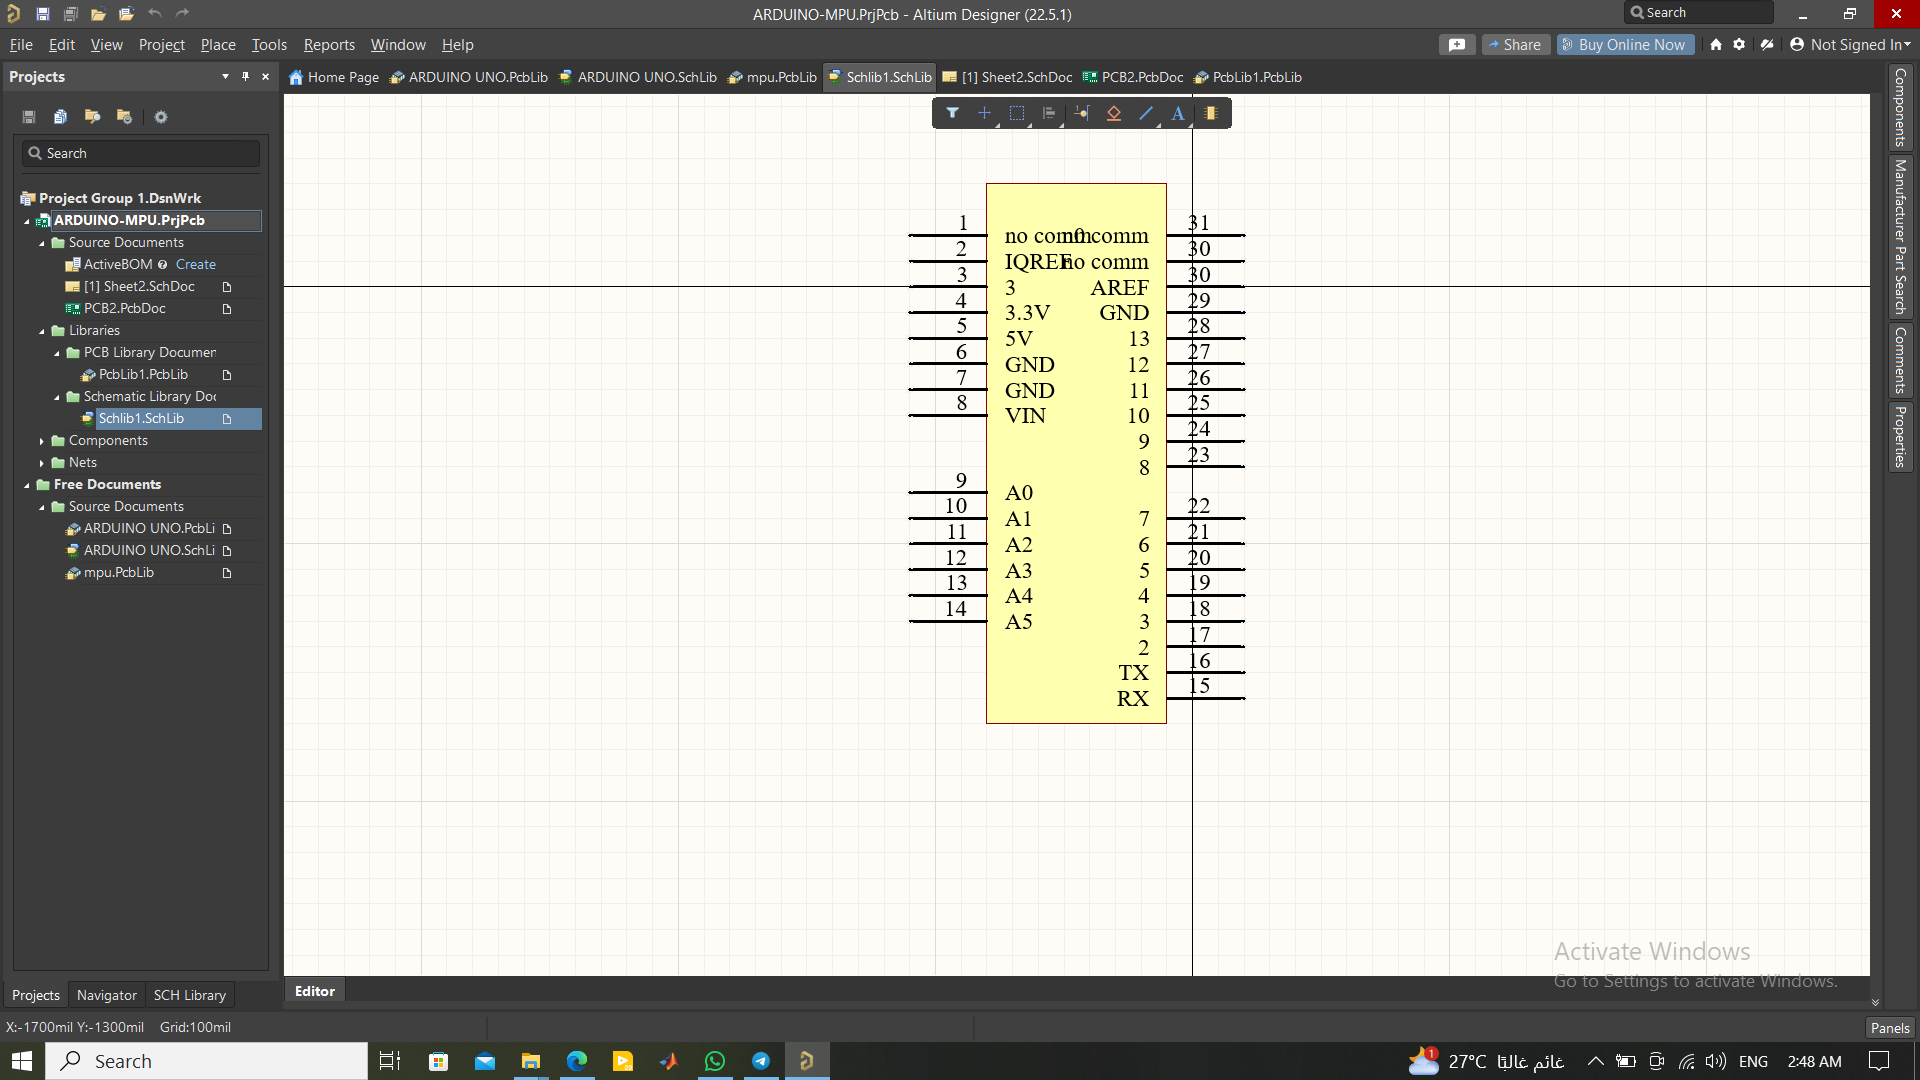 ARDUINO-MPU.PrjPcb - Altium Designer (22.5.1)
Search
File Edit View Project Place Tools Reports Window Help
Share
Buy Online Now
Not Signed In
Projects
Home Page
ARDUINO UNO.PcbLib
ARDUINO UNO.SchLib
mpu.PcbLib
Schlib1.SchLib
[1] Sheet2.SchDoc
PCB2.PcbDoc
PcbLib1.PcbLib
Search
Project Group 1.DsnWrk
ARDUINO-MPU.PrjPcb
Source Documents
ActiveBOM Create
[1] Sheet2.SchDoc
PCB2.PcbDoc
Libraries
PCB Library Documen
PcbLib1.PcbLib
Schematic Library Doc
Schlib1.SchLib
Components
Nets
Free Documents
Source Documents
ARDUINO UNO.PcbLi
ARDUINO UNO.SchLi
mpu.PcbLib
Projects Navigator SCH Library
A
1 no comm no comm 31
2 IQREF no comm 30
3 3 AREF 30
4 3.3V GND 29
5 5V 13 28
6 GND 12 27
7 GND 11 26
8 VIN 10 25
9 24
8 23
9 A0
10 A1 7 22
11 A2 6 21
12 A3 5 20
13 A4 4 19
14 A5 3 18
2 17
TX 16
RX 15
Components
Manufacturer Part Search
Comments
Properties
Activate Windows
Go to Settings to activate Windows.
Editor
X:-1700mil Y:-1300mil Grid:100mil
Panels
Search
1
27°C غائم غالبًا
ENG
2:48 AM